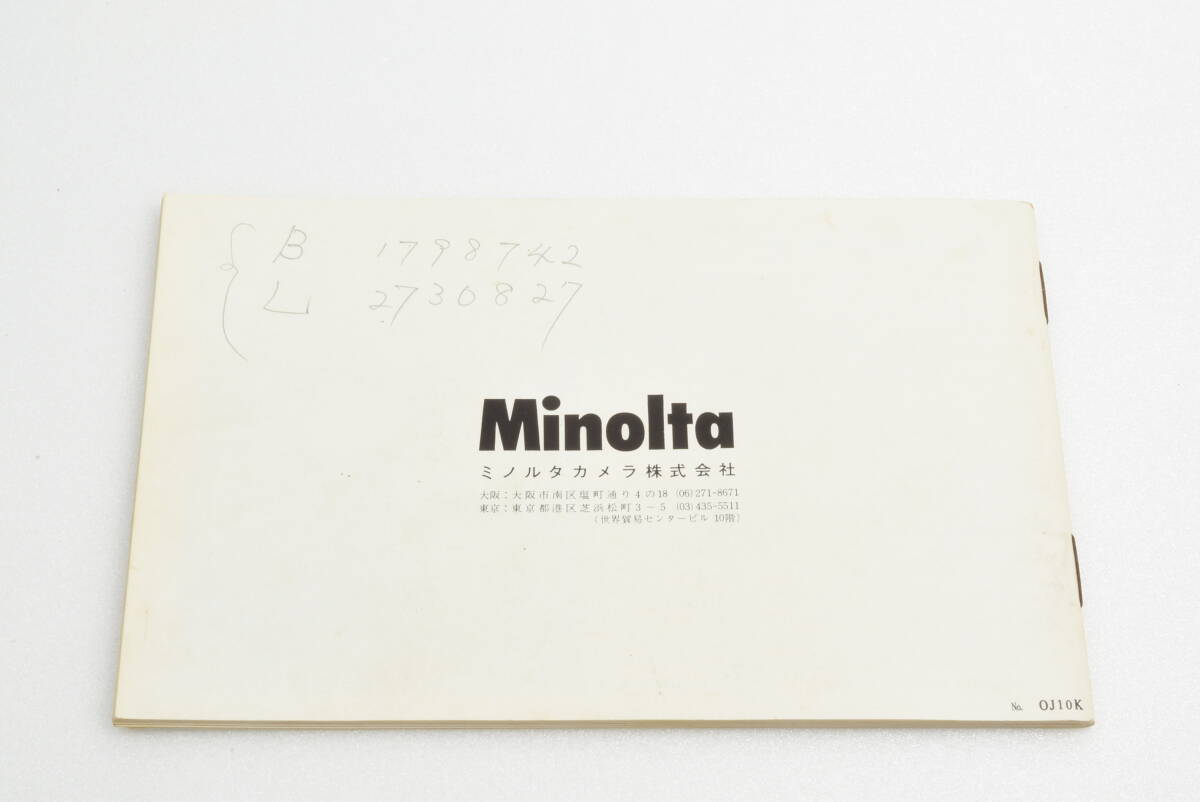 B 1798742
L 2730827
Minolta
ミノルタカメラ株式会社
大阪：大阪市南区塩町通り4の18 (06)271-8671
東京：東京都港区芝浜松町3－5 (03)435-5511
(世界貿易センタービル 10階)
No. OJ10K